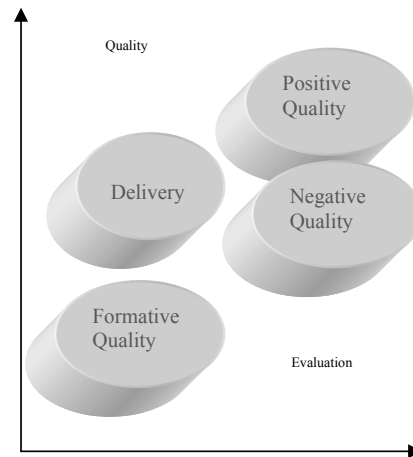 Quality
Positive
Quality
Delivery
Negative
Quality
Formative
Quality
Evaluation